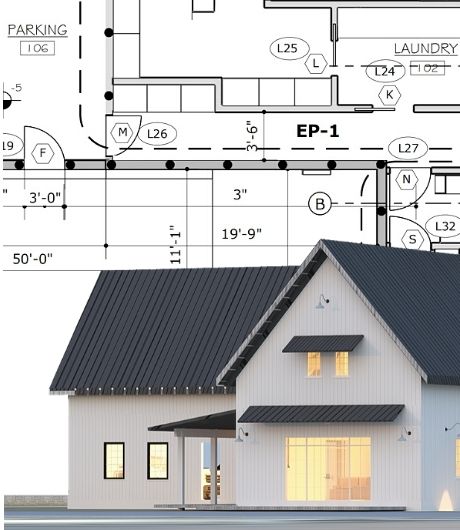 PARKING
106
L25
L
LAUNDRY
L24
102
K
-5
M
L26
3'-6"
EP-1
19
F
L27
N
"
3'-0"
3"
B
S
L32
11'-1"
19'-9"
50'-0"